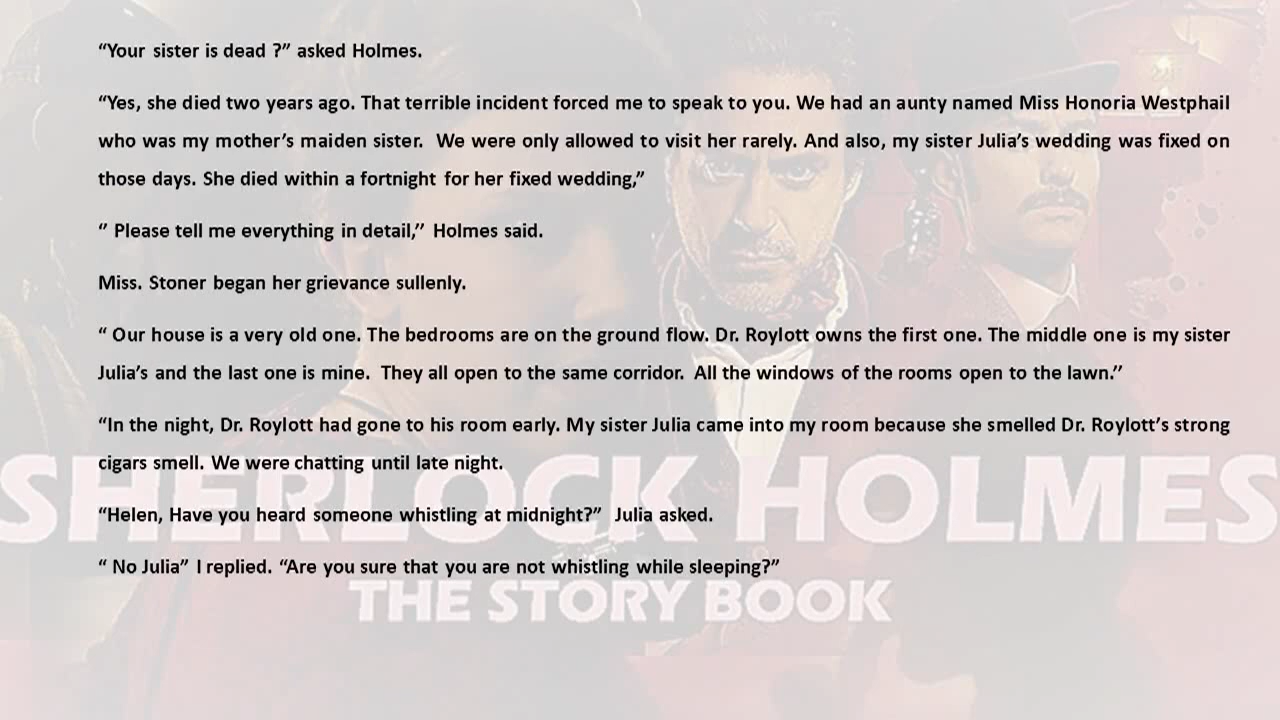 “Your sister is dead ?” asked Holmes.
“Yes, she died two years ago. That terrible incident forced me to speak to you. We had an aunty named Miss Honoria Westphail
who was my mother’s maiden sister.  We were only allowed to visit her rarely. And also, my sister Julia’s wedding was fixed on
those days. She died within a fortnight for her fixed wedding,”
‘’ Please tell me everything in detail,’’ Holmes said.
Miss. Stoner began her grievance sullenly.
“ Our house is a very old one. The bedrooms are on the ground flow. Dr. Roylott owns the first one. The middle one is my sister
Julia’s and the last one is mine.  They all open to the same corridor.  All the windows of the rooms open to the lawn.’’
“In the night, Dr. Roylott had gone to his room early. My sister Julia came into my room because she smelled Dr. Roylott’s strong
cigars smell. We were chatting until late night.
“Helen, Have you heard someone whistling at midnight?”  Julia asked.
“ No Julia” I replied. “Are you sure that you are not whistling while sleeping?”
SHERLOCK HOLMES
THE STORY BOOK